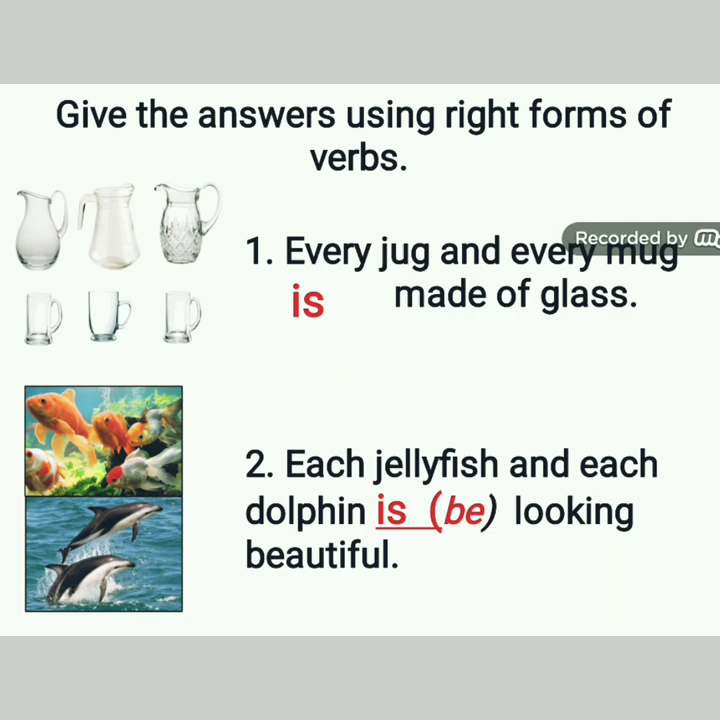 Give the answers using right forms of
verbs.
Recorded by
1. Every jug and every mug
is made of glass.
2. Each jellyfish and each
dolphin is (be) looking
beautiful.